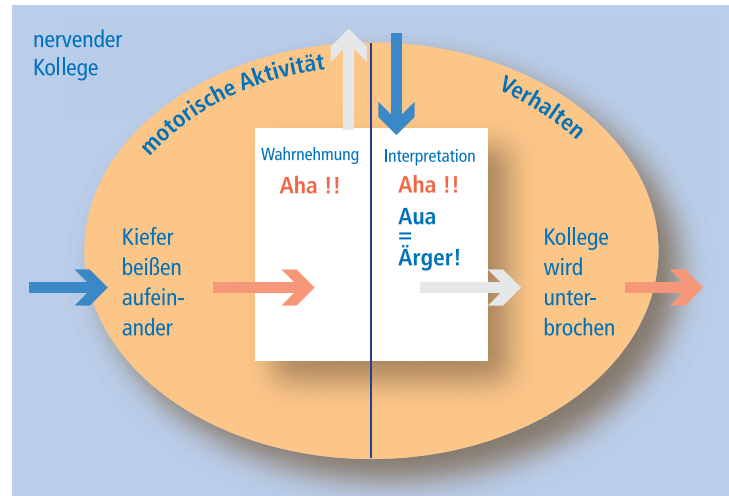 nervender
Kollege
motorische Aktivität
Verhalten
Wahrnehmung
Aha !!
Interpretation
Aha !!
Aua
=
Ärger!
Kiefer
beißen
aufein-
ander
Kollege
wird
unter-
brochen